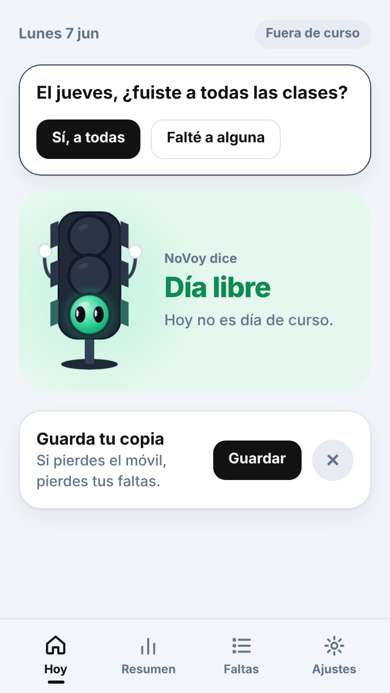 Lunes 7 jun
Fuera de curso
El jueves, ¿fuiste a todas las clases?
Sí, a todas
Falté a alguna
NoVoy dice
Día libre
Hoy no es día de curso.
Guarda tu copia
Si pierdes el móvil,
pierdes tus faltas.
Guardar
Hoy
Resumen
Faltas
Ajustes